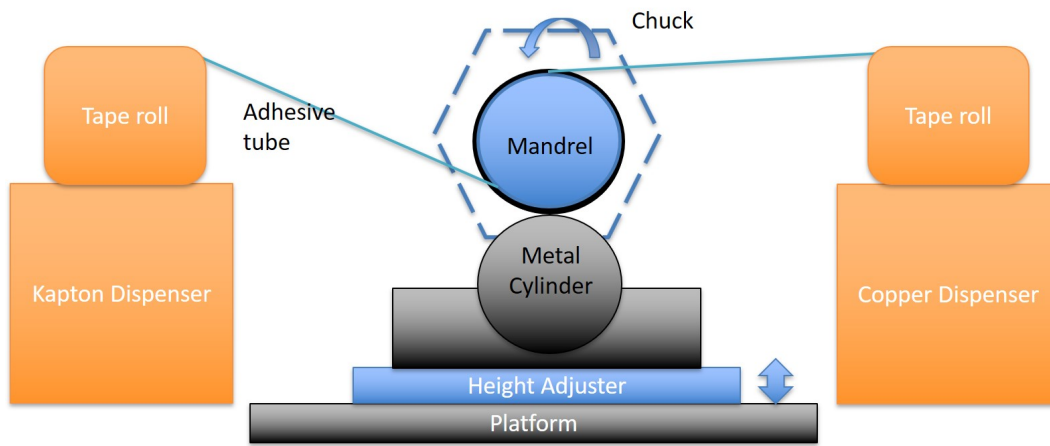 Chuck
Tape roll
Adhesive
tube
Mandrel
Tape roll
Metal
Cylinder
Kapton Dispenser
Copper Dispenser
Height Adjuster
Platform